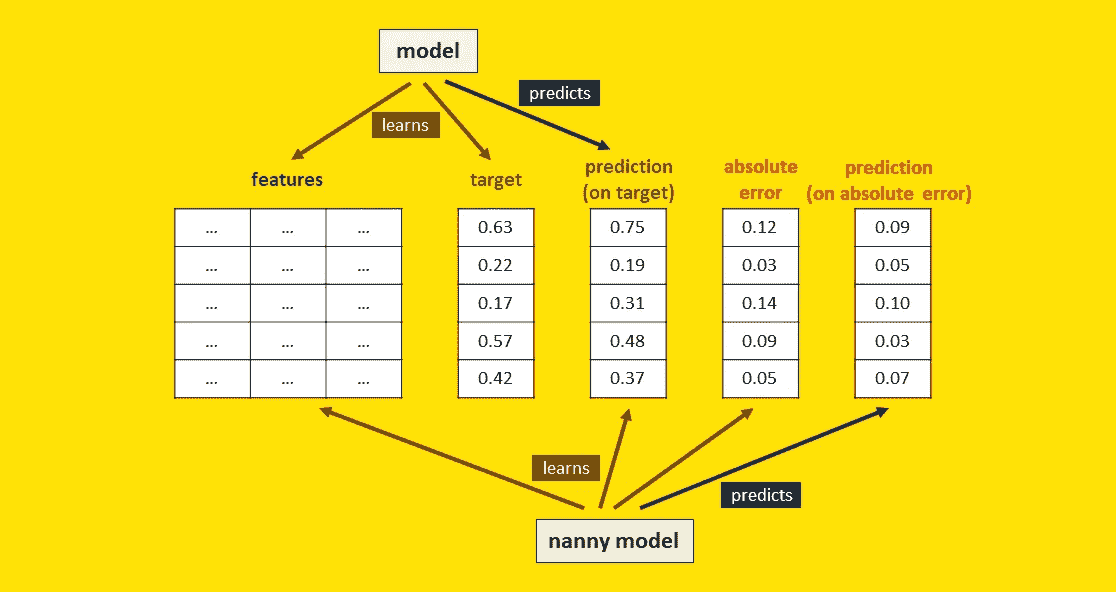 model
predicts
learns
features
target
prediction
(on target)
absolute
error
prediction
(on absolute error)
... ... ... 0.63 0.75 0.12 0.09
... ... ... 0.22 0.19 0.03 0.05
... ... ... 0.17 0.31 0.14 0.10
... ... ... 0.57 0.48 0.09 0.03
... ... ... 0.42 0.37 0.05 0.07
learns
predicts
nanny model